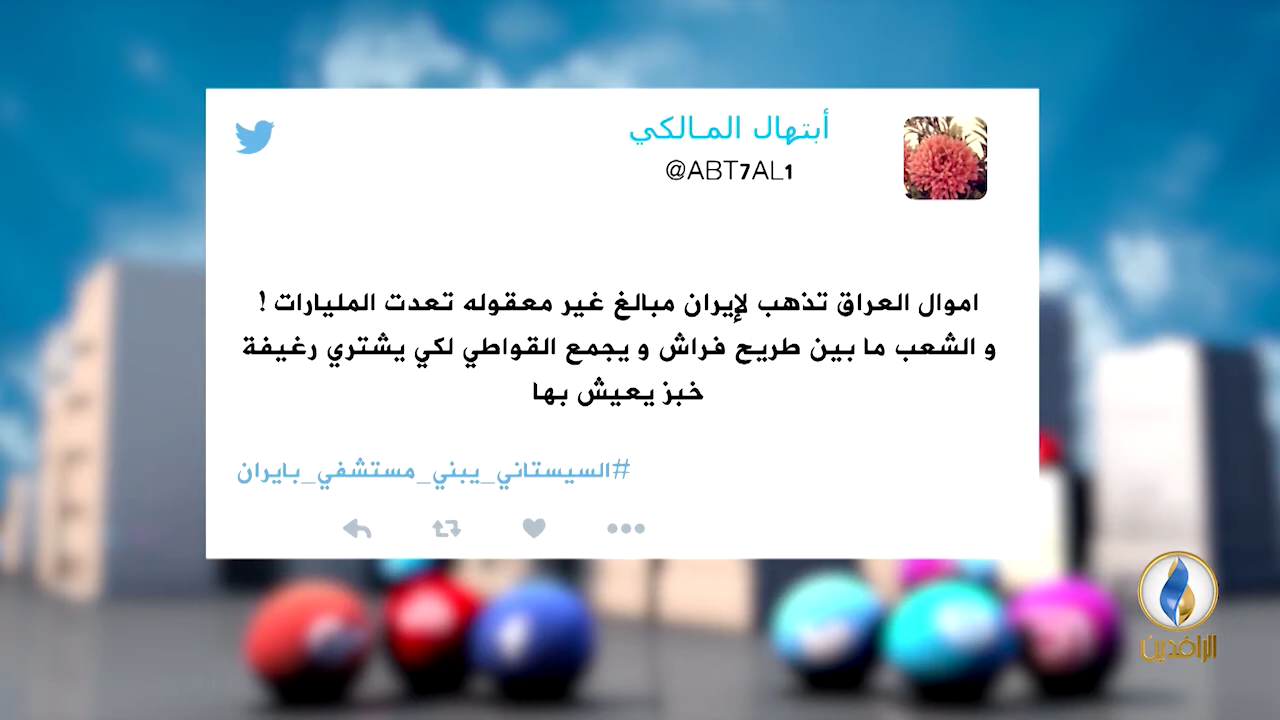 أبتهال المـالكي
@ABT7AL1
اموال العراق تذهب لإيران مبالغ غير معقوله تعدت المليارات !
و الشعب ما بين طريح فراش و يجمع القواطي لكي يشتري رغيفة
خبز يعيش بها
#السيستاني_يبني_مستشفي_بايران
الرافدين